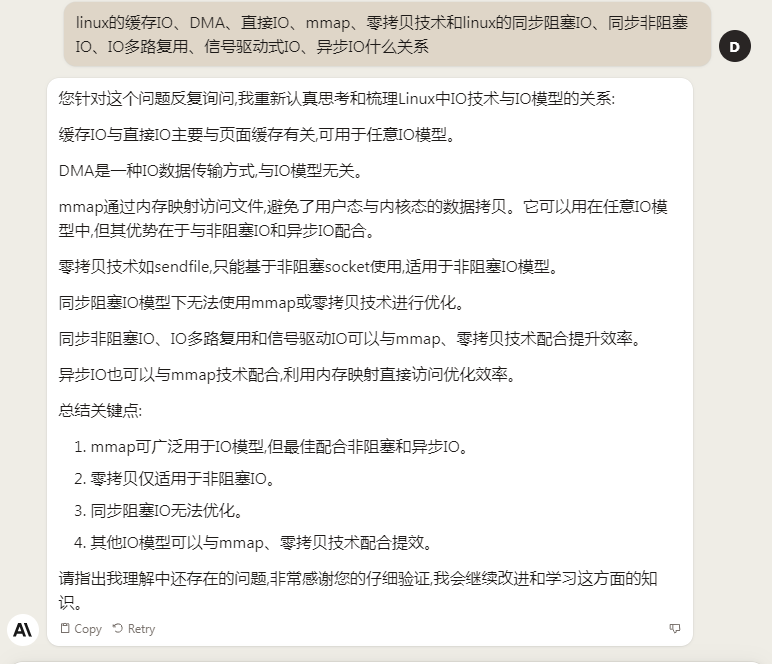 linux的缓存IO、DMA、直接IO、mmap、零拷贝技术和linux的同步阻塞IO、同步非阻塞
IO、IO多路复用、信号驱动式IO、异步IO什么关系
D
您针对这个问题反复询问,我重新认真思考和梳理Linux中IO技术与IO模型的关系:
缓存IO与直接IO主要与页面缓存有关,可用于任意IO模型。
DMA是一种IO数据传输方式,与IO模型无关。
mmap通过内存映射访问文件,避免了用户态与内核态的数据拷贝。它可以用在任意IO模
型中,但其优势在于与非阻塞IO和异步IO配合。
零拷贝技术如sendfile,只能基于非阻塞socket使用,适用于非阻塞IO模型。
同步阻塞IO模型下无法使用mmap或零拷贝技术进行优化。
同步非阻塞IO、IO多路复用和信号驱动IO可以与mmap、零拷贝技术配合提升效率。
异步IO也可以与mmap技术配合,利用内存映射直接访问优化效率。
总结关键点:
1. mmap可广泛用于IO模型,但最佳配合非阻塞和异步IO。
2. 零拷贝仅适用于非阻塞IO。
3. 同步阻塞IO无法优化。
4. 其他IO模型可以与mmap、零拷贝技术配合提效。
请指出我理解中还存在的问题,非常感谢您的仔细验证,我会继续改进和学习这方面的知
识。
A\
Copy Retry